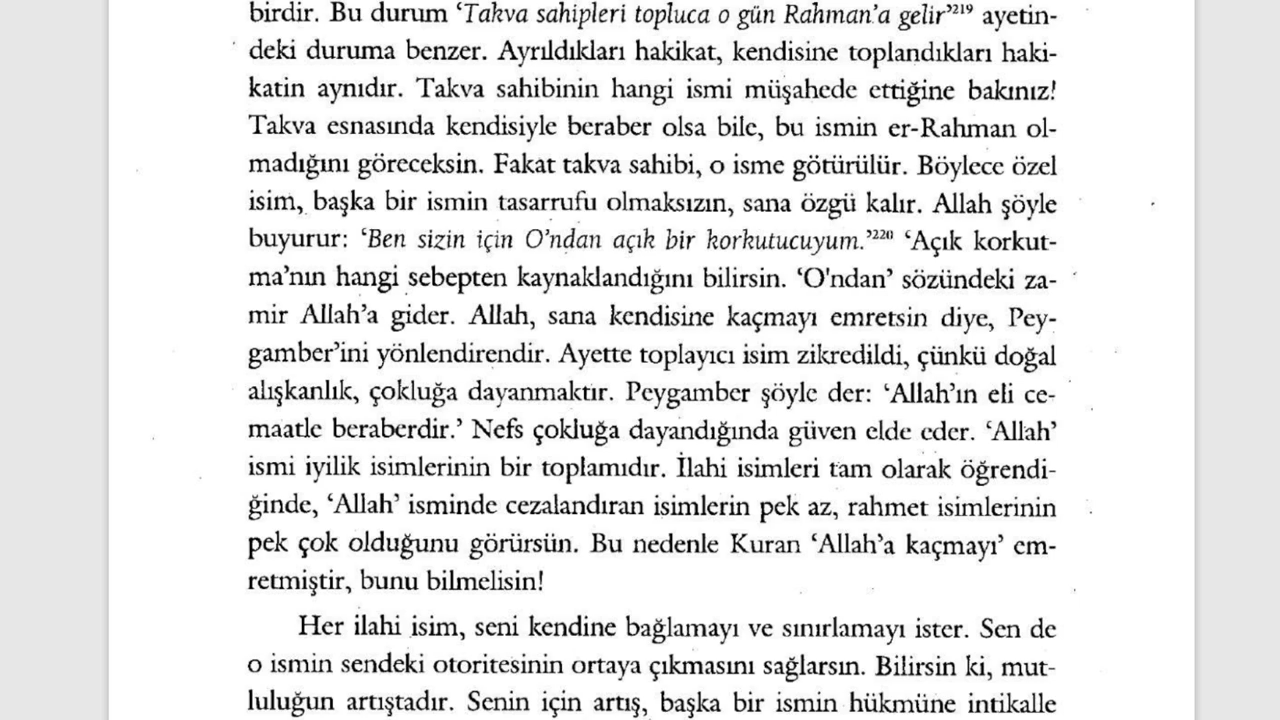 birdir. Bu durum ‘Takva sahipleri topluca o gün Rahman’a gelir’²¹⁹ ayetin-
deki duruma benzer. Ayrıldıkları hakikat, kendisine toplandıkları haki-
katin aynıdır. Takva sahibinin hangi ismi müşahede ettiğine bakınız!
Takva esnasında kendisiyle beraber olsa bile, bu ismin er-Rahman ol-
madığını göreceksin. Fakat takva sahibi, o isme götürülür. Böylece özel
isim, başka bir ismin tasarrufu olmaksızın, sana özgü kalır. Allah şöyle
buyurur: ‘Ben sizin için O’ndan açık bir korkutucuyum.’²²⁰ ‘Açık korkut-
ma’nın hangi sebepten kaynaklandığını bilirsin. ‘O'ndan’ sözündeki za-
mir Allah’a gider. Allah, sana kendisine kaçmayı emretsin diye, Pey-
gamber’ini yönlendirendir. Ayette toplayıcı isim zikredildi, çünkü doğal
alışkanlık, çokluğa dayanmaktır. Peygamber şöyle der: ‘Allah’ın eli ce-
maatle beraberdir.’ Nefs çokluğa dayandığında güven elde eder. ‘Allah’
ismi iyilik isimlerinin bir toplamıdır. İlahi isimleri tam olarak öğrendi-
ğinde, ‘Allah’ isminde cezalandıran isimlerin pek az, rahmet isimlerinin
pek çok olduğunu görürsün. Bu nedenle Kuran ‘Allah’a kaçmayı’ em-
retmiştir, bunu bilmelisin!
Her ilahi isim, seni kendine bağlamayı ve sınırlamayı ister. Sen de
o ismin sendeki otoritesinin ortaya çıkmasını sağlarsın. Bilirsin ki, mut-
luluğun artıştadır. Senin için artış, başka bir ismin hükmüne intikalle